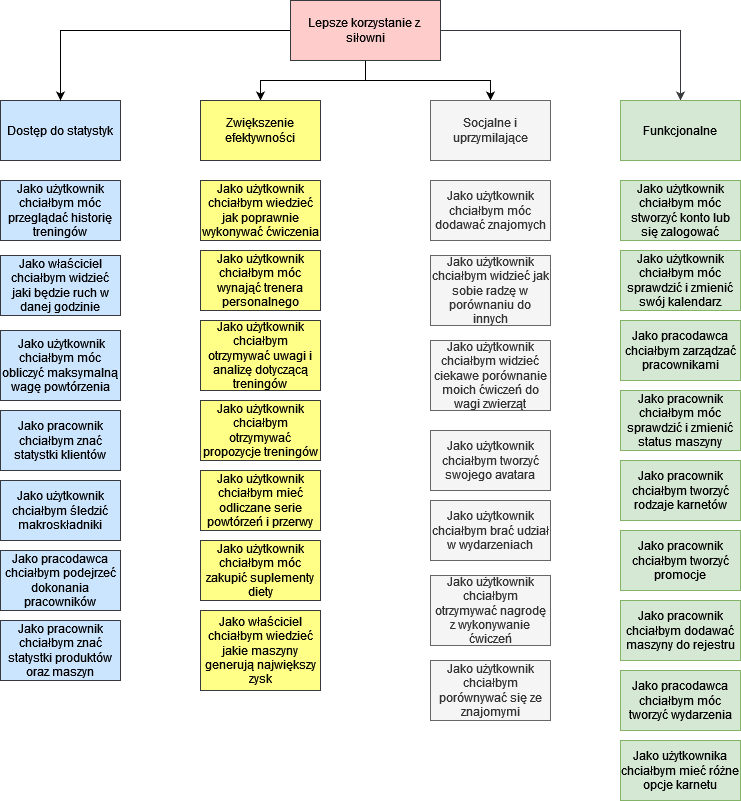 Lepsze korzystanie z
siłowni
Dostęp do statystyk
Jako użytkownik
chciałbym móc
przeglądać historię
treningów
Jako właściciel
chciałbym widzieć
jaki będzie ruch w
danej godzinie
Jako użytkownik
chciałbym móc
obliczyć maksymalną
wagę powtórzenia
Jako pracownik
chciałbym znać
statystki klientów
Jako użytkownik
chciałbym śledzić
makroskładniki
Jako pracodawca
chciałbym podejrzeć
dokonania
pracowników
Jako pracownik
chciałbym znać
statystki produktów
oraz maszyn
Zwiększenie
efektywności
Jako użytkownik
chciałbym wiedzieć
jak poprawnie
wykonywać ćwiczenia
Jako użytkownik
chciałbym móc
wynająć trenera
personalnego
Jako użytkownik
chciałbym
otrzymywać uwagi i
analizę dotyczącą
treningów
Jako użytkownik
chciałbym
otrzymywać
propozycje treningów
Jako użytkownik
chciałbym mieć
odliczane serie
powtórzeń i przerwy
Jako użytkownik
chciałbym móc
zakupić suplementy
diety
Jako właściciel
chciałbym wiedzieć
jakie maszyny
generują największy
zysk
Socjalne i
uprzymilające
Jako użytkownik
chciałbym móc
dodawać znajomych
Jako użytkownik
chciałbym widzieć jak
sobie radzę w
porównaniu do
innych
Jako użytkownik
chciałbym widzieć
ciekawe porównanie
moich ćwiczeń do
wagi zwierząt
Jako użytkownik
chciałbym tworzyć
swojego avatara
Jako użytkownik
chciałbym brać udział
w wydarzeniach
Jako użytkownik
chciałbym
otrzymywać nagrodę
z wykonywanie
ćwiczeń
Jako użytkownik
chciałbym
porównywać się ze
znajomymi
Funkcjonalne
Jako użytkownik
chciałbym móc
stworzyć konto lub
się zalogować
Jako użytkownik
chciałbym móc
sprawdzić i zmienić
swój kalendarz
Jako pracodawca
chciałbym zarządzać
pracownikami
Jako pracownik
chciałbym móc
sprawdzić i zmienić
status maszyny
Jako pracownik
chciałbym tworzyć
rodzaje karnetów
Jako pracownik
chciałbym tworzyć
promocje
Jako pracownik
chciałbym dodawać
maszyny do rejestru
Jako pracodawca
chciałbym móc
tworzyć wydarzenia
Jako użytkownika
chciałbym mieć różne
opcje karnetu